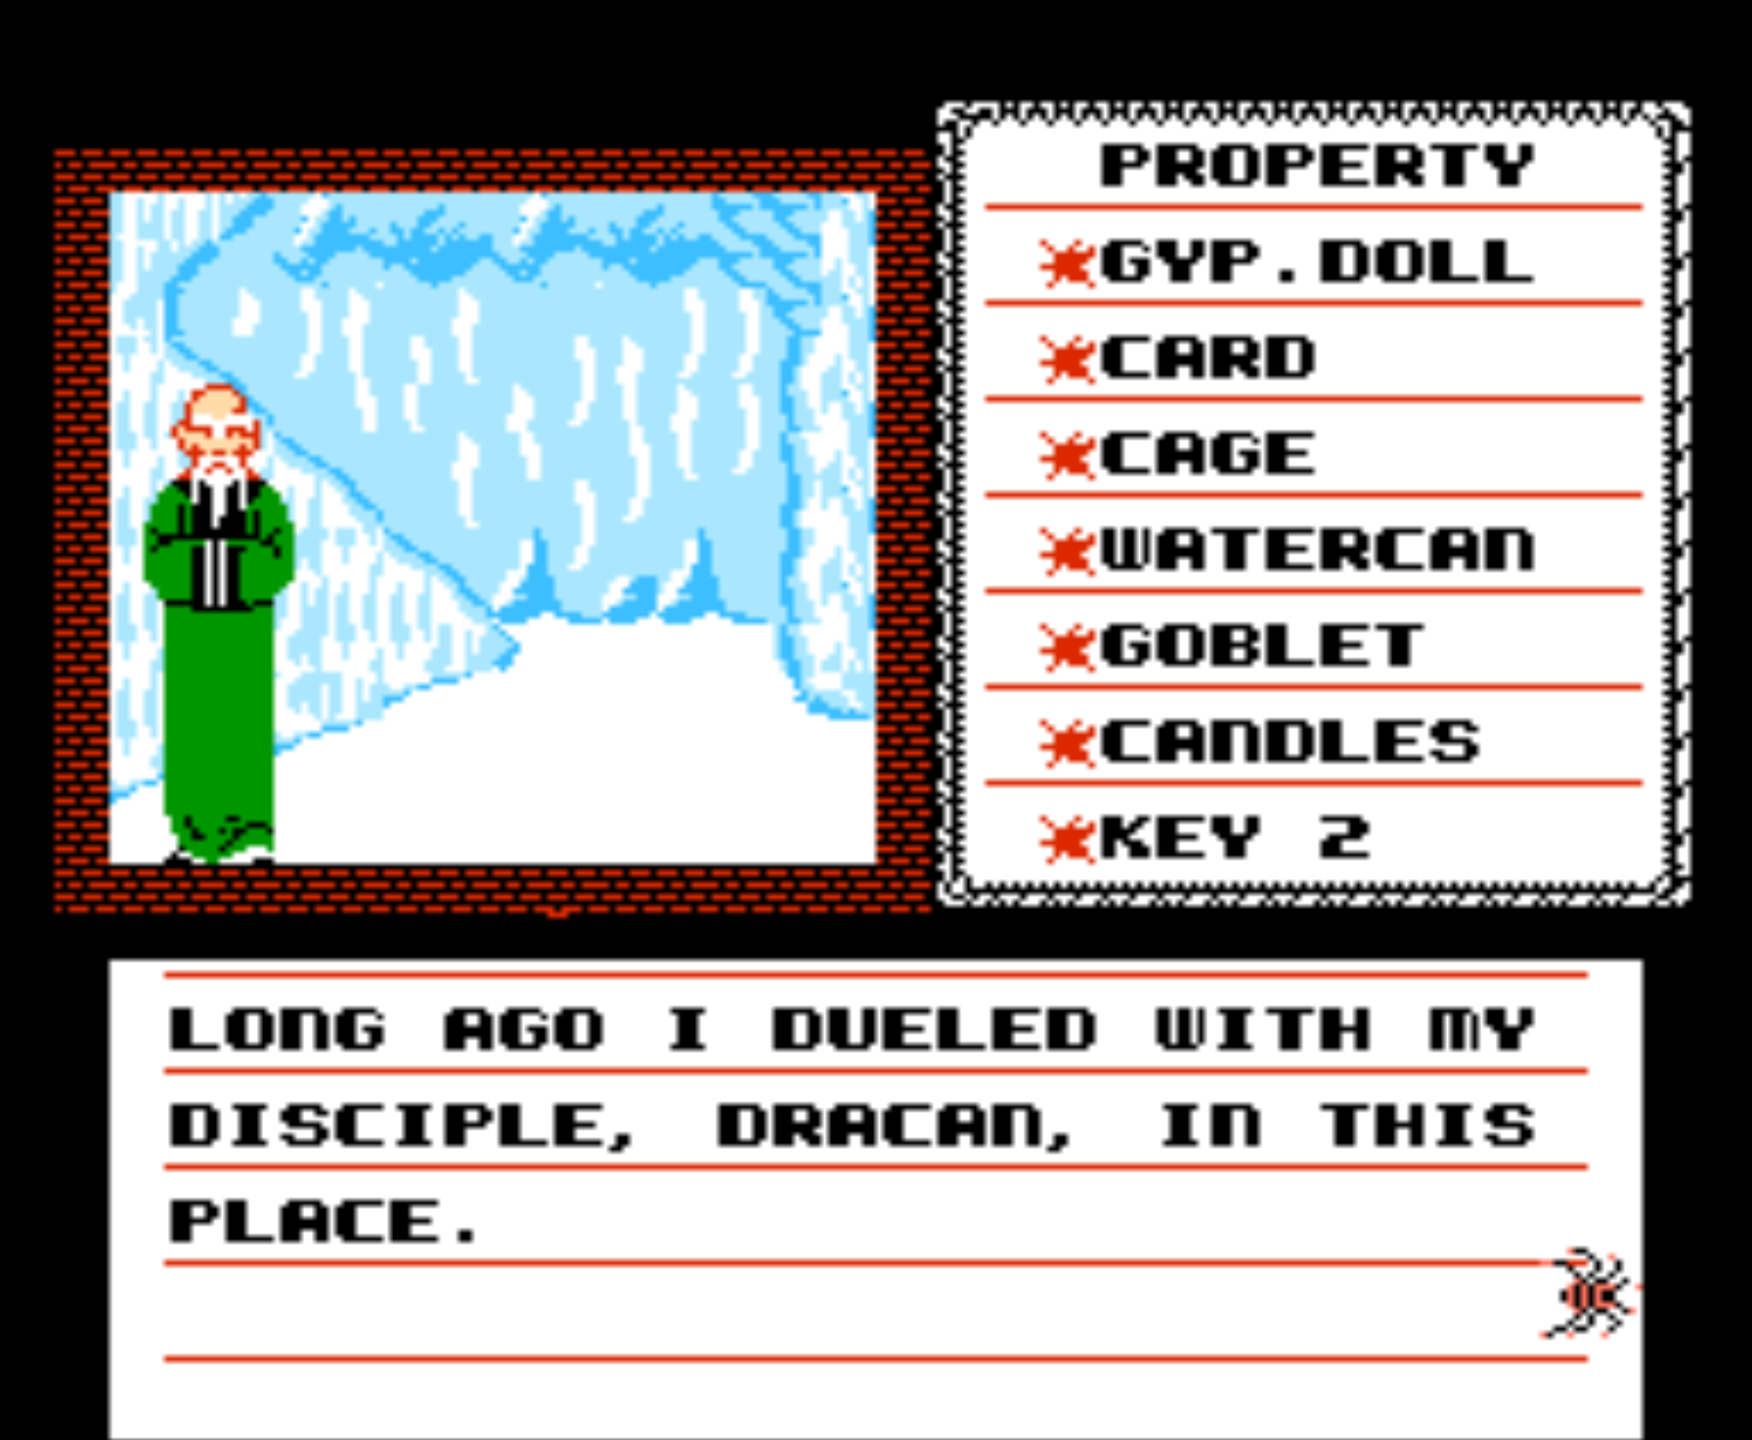 PROPERTY
GYP.DOLL
CARD
CAGE
WATERCAN
GOBLET
CANDLES
KEY 2
LONG AGO I DUELED WITH MY
DISCIPLE, DRACAN, IN THIS
PLACE.